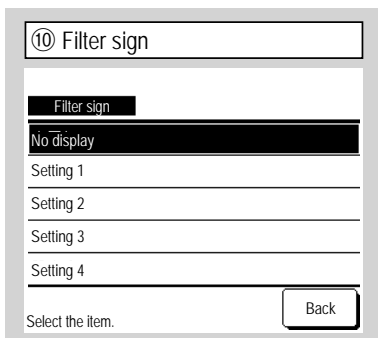 ⑩ Filter sign
Filter sign
No display
Setting 1
Setting 2
Setting 3
Setting 4
Select the item.
Back